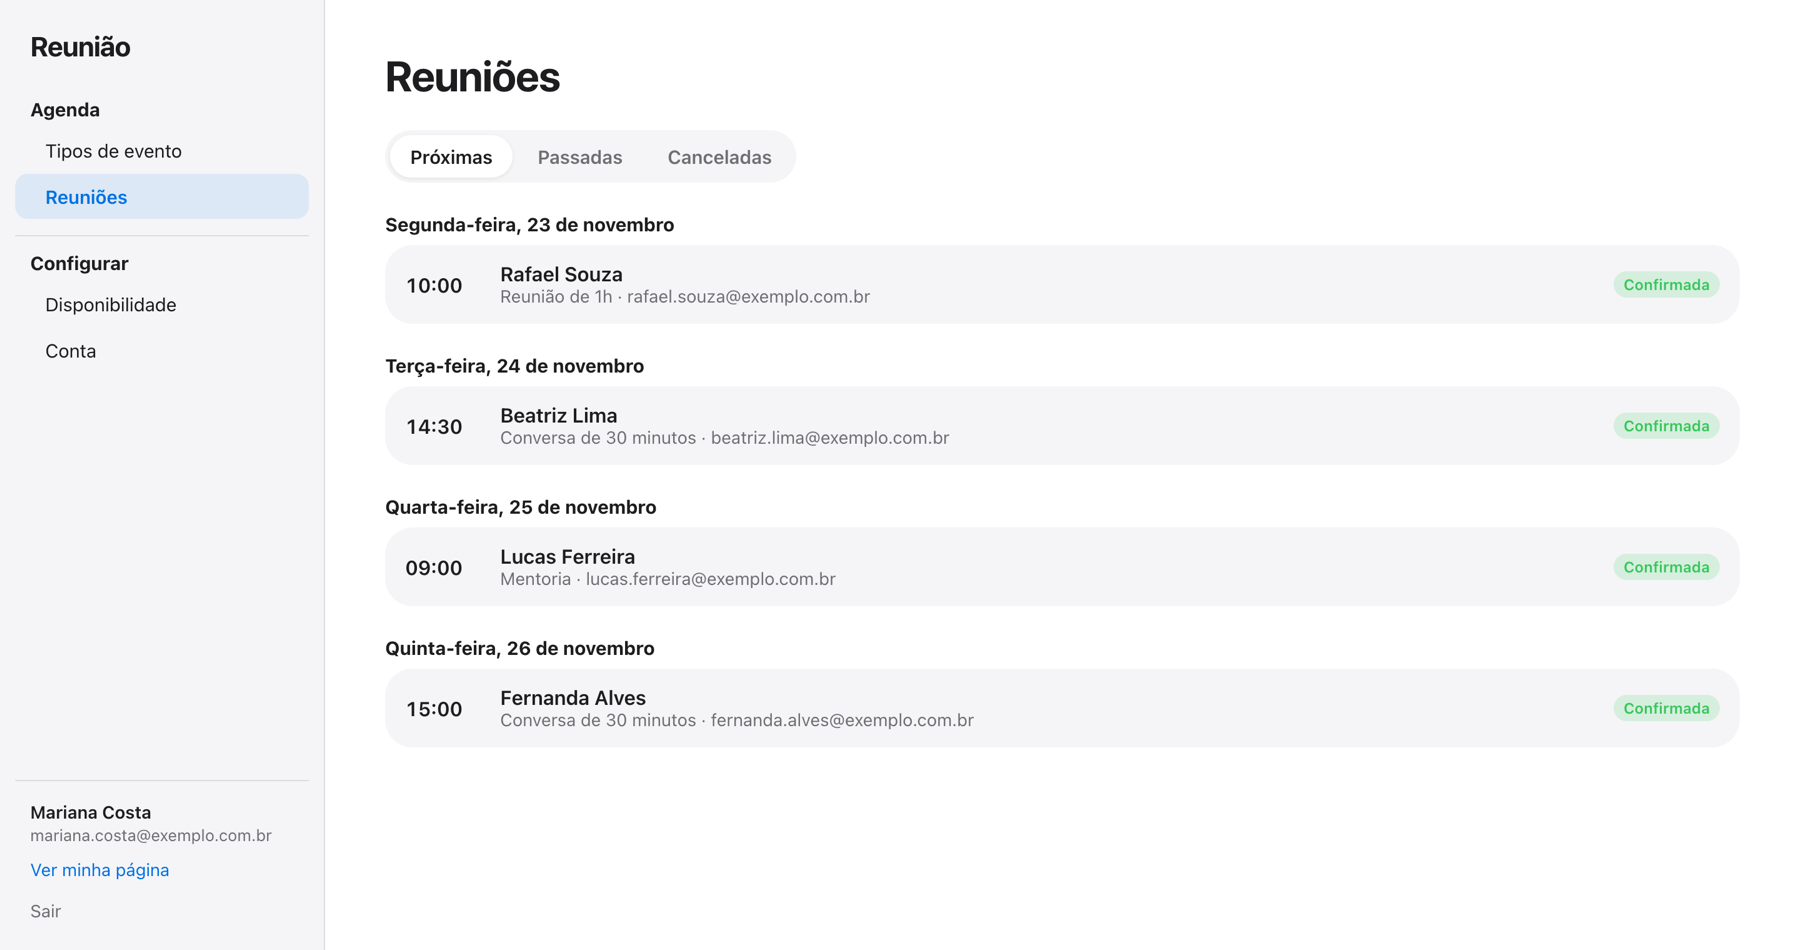 Reunião
Agenda
Tipos de evento
Reuniões
Configurar
Disponibilidade
Conta
Mariana Costa
mariana.costa@exemplo.com.br
Ver minha página
Sair
Reuniões
Próximas Passadas Canceladas
Segunda-feira, 23 de novembro
10:00
Rafael Souza
Reunião de 1h · rafael.souza@exemplo.com.br
Confirmada
Terça-feira, 24 de novembro
14:30
Beatriz Lima
Conversa de 30 minutos · beatriz.lima@exemplo.com.br
Confirmada
Quarta-feira, 25 de novembro
09:00
Lucas Ferreira
Mentoria · lucas.ferreira@exemplo.com.br
Confirmada
Quinta-feira, 26 de novembro
15:00
Fernanda Alves
Conversa de 30 minutos · fernanda.alves@exemplo.com.br
Confirmada